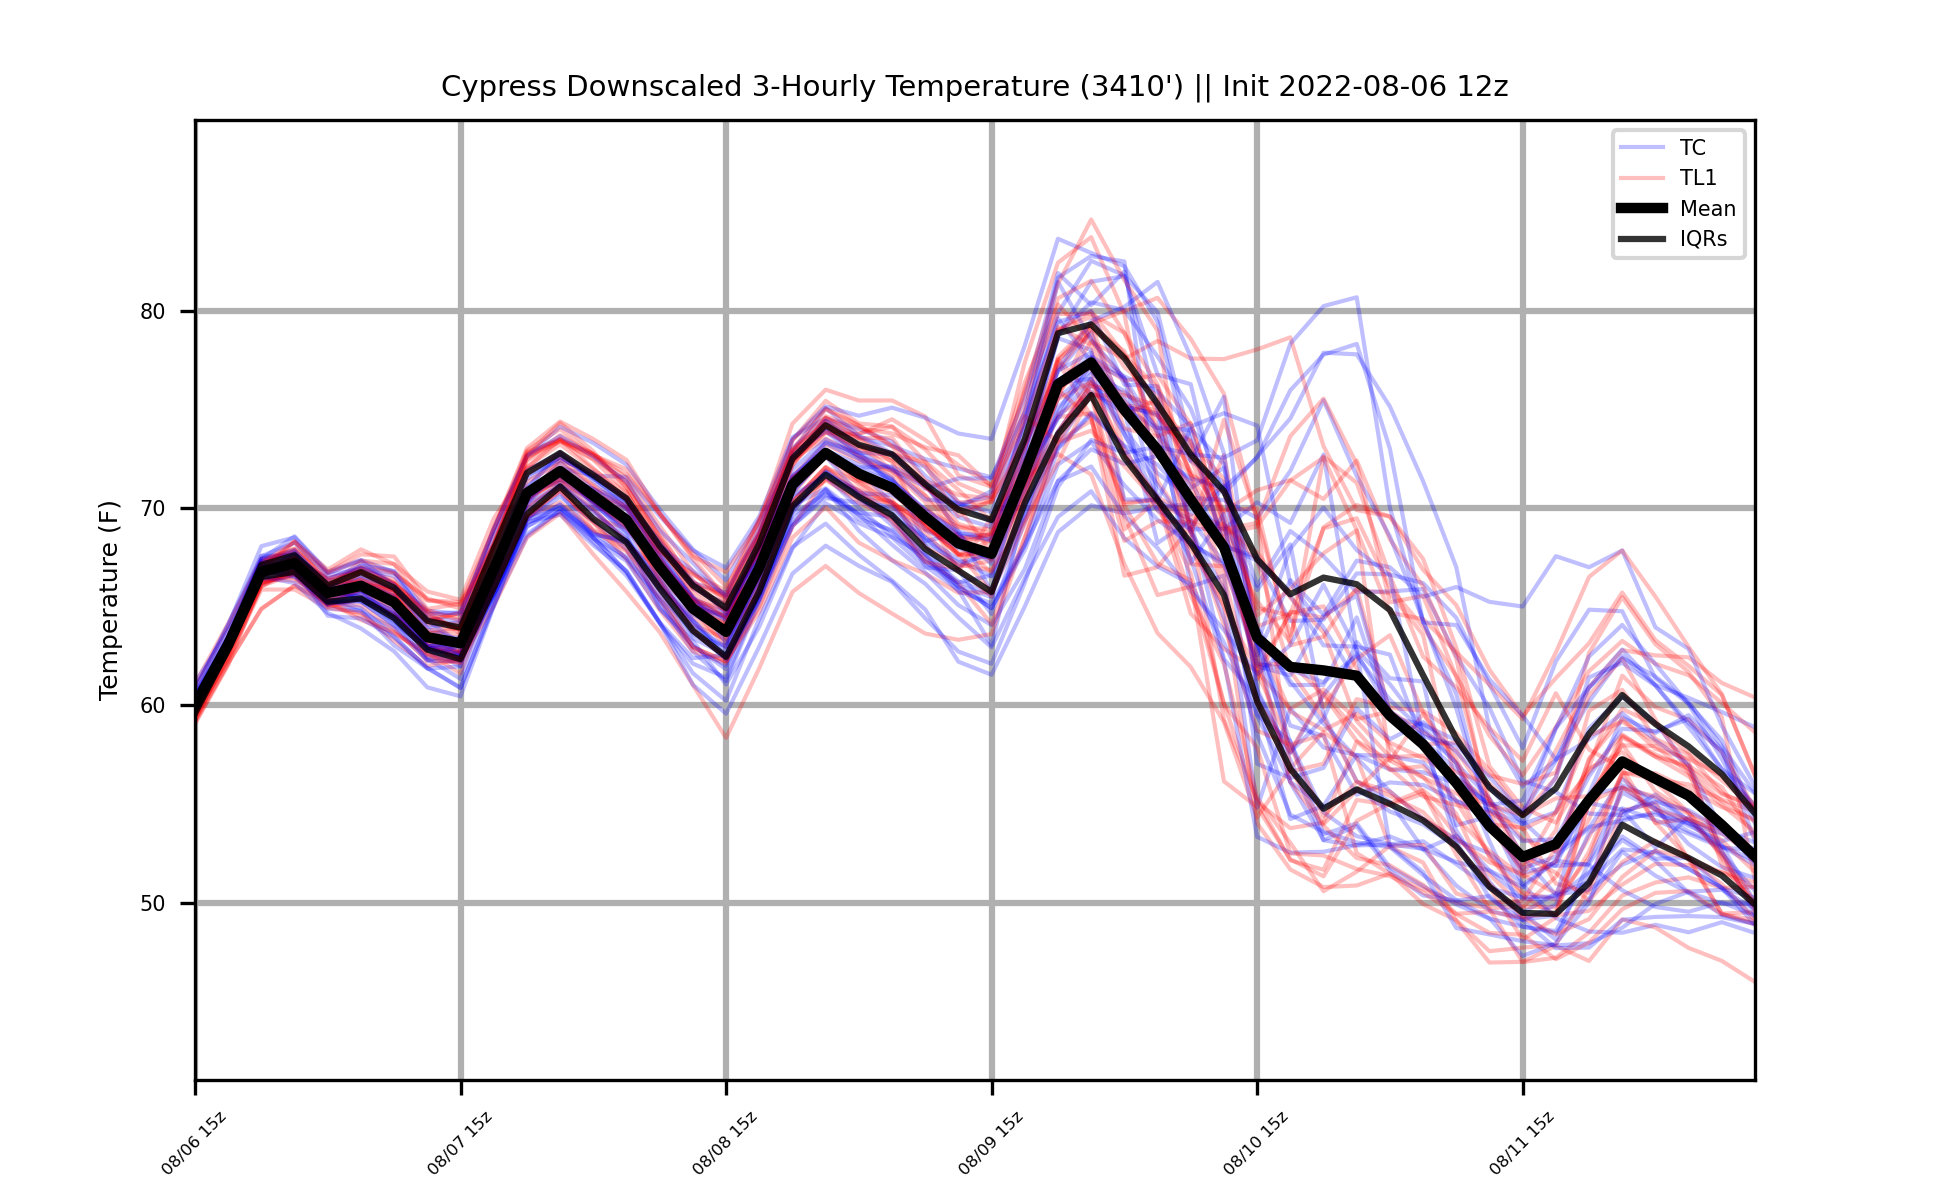 Cypress Downscaled 3-Hourly Temperature (3410') || Init 2022-08-06 12z
TC
TL1
Mean
IQRs
Temperature (F)
80
70
60
50
08/06 15z
08/07 15z
08/08 15z
08/09 15z
08/10 15z
08/11 15z